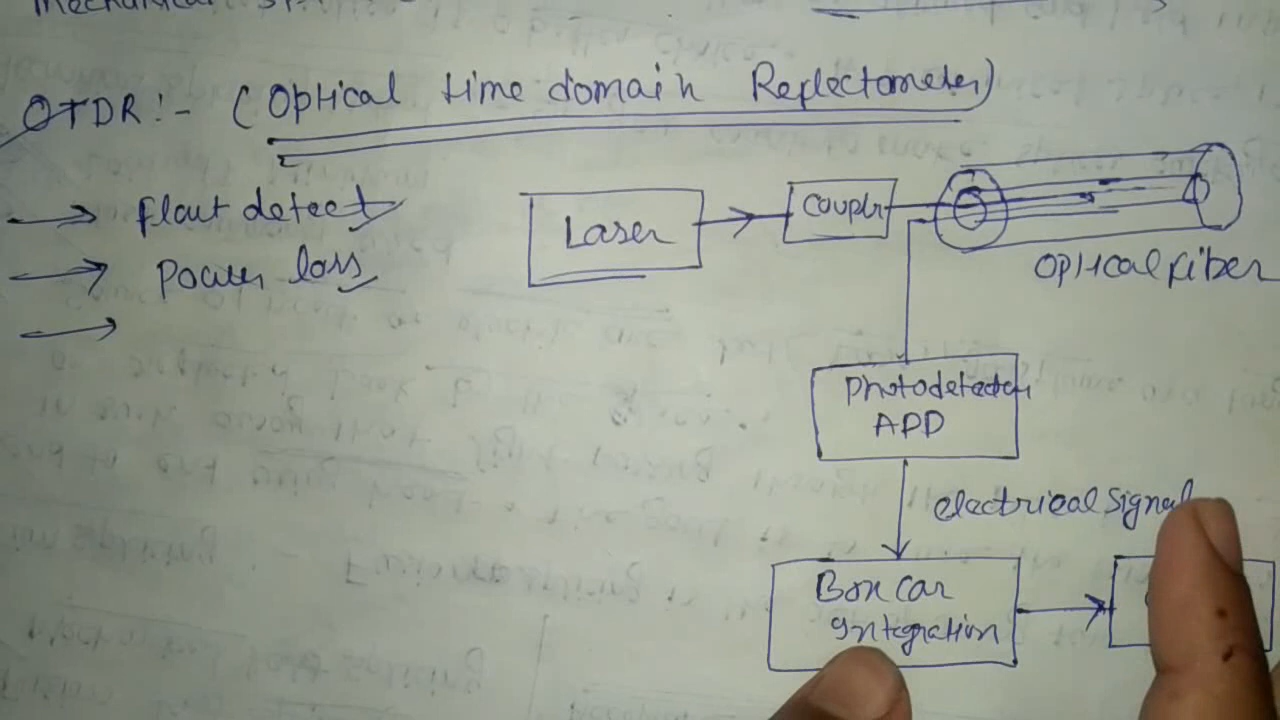 OTDR:- (Optical time domain Reflectometer)
→ flaut detect
→ power loss
→
Laser
Couplr
Optical fiber
Photodetector
APD
electrical signal
Box car
Integration